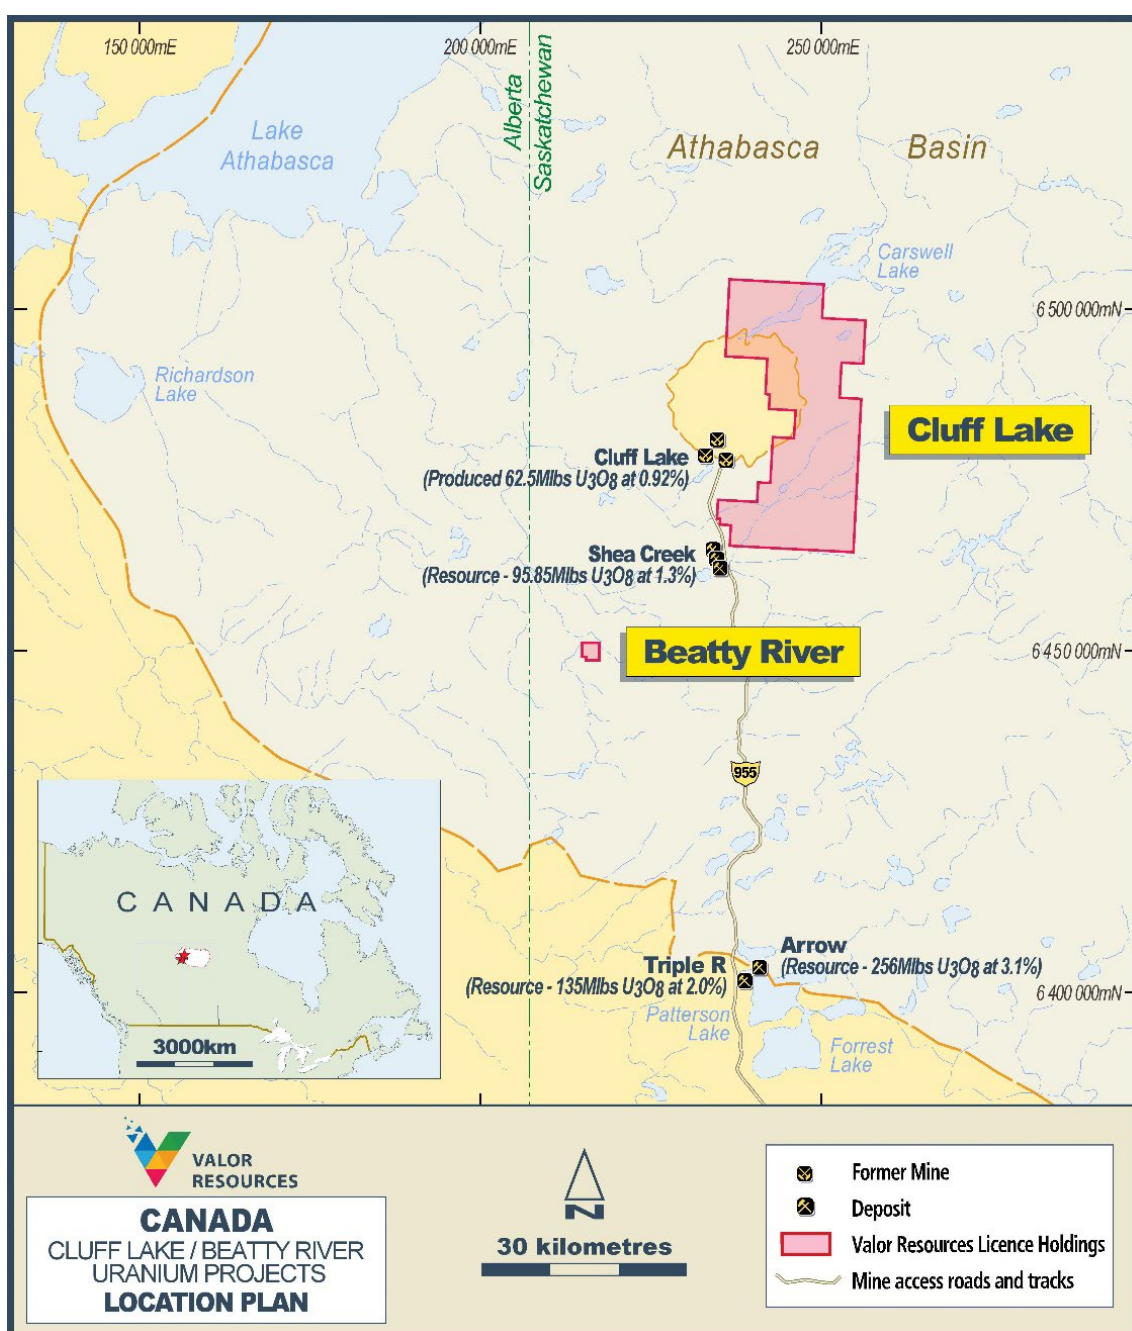 150 000mE
200 000mE
250 000mE
Alberta
Saskatchewan
Lake
Athabasca
Athabasca Basin
Carswell
Lake
6 500 000mN
Richardson
Lake
Cluff Lake
Cluff Lake
(Produced 62.5Mlbs U3O8 at 0.92%)
Shea Creek
(Resource - 95.85Mlbs U3O8 at 1.3%)
Beatty River
6 450 000mN
955
CANADA
3000km
Arrow
(Resource - 256Mlbs U3O8 at 3.1%)
Triple R
(Resource - 135Mlbs U3O8 at 2.0%)
6 400 000mN
Patterson
Lake
Forrest
Lake
VALOR
RESOURCES
CANADA
CLUFF LAKE / BEATTY RIVER
URANIUM PROJECTS
LOCATION PLAN
N
30 kilometres
Former Mine
Deposit
Valor Resources Licence Holdings
Mine access roads and tracks